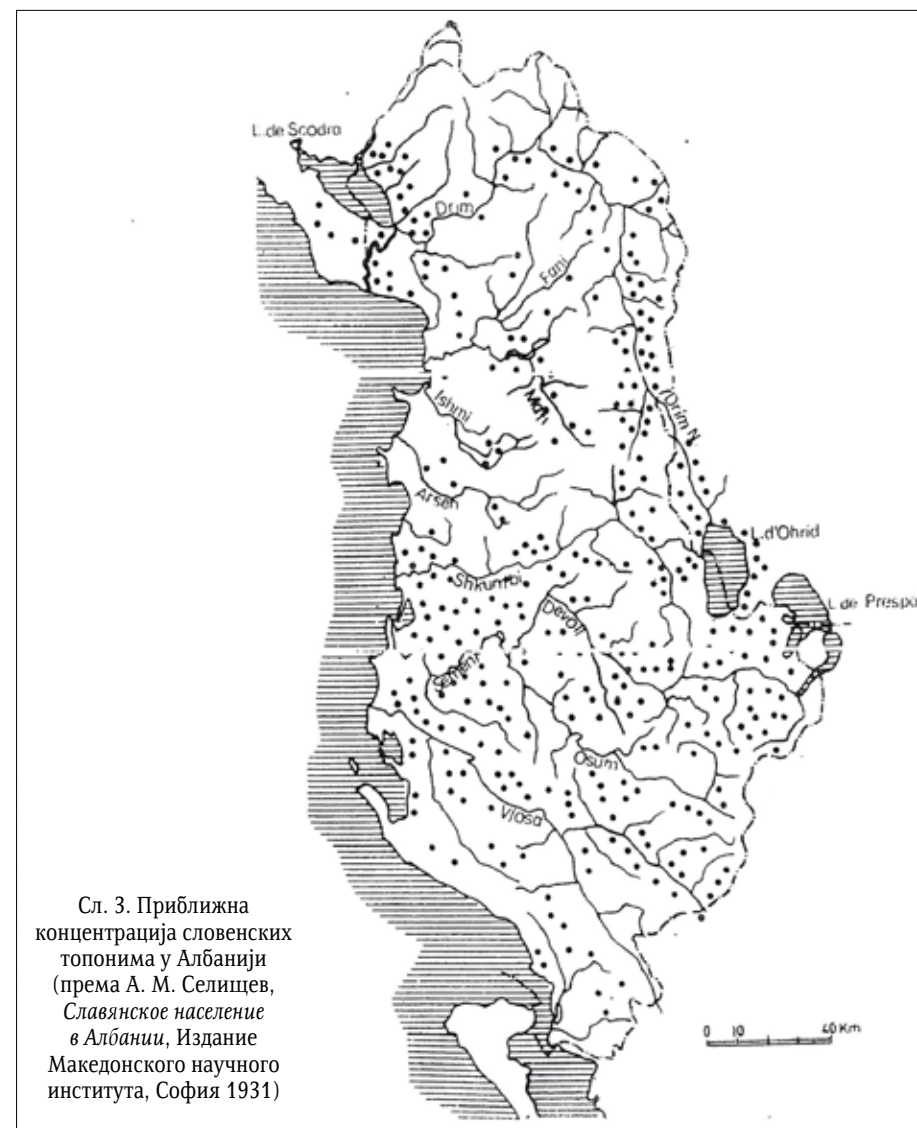 L. de Scodra
Drim
Fani
Mati
Ishmi
Drim N.
Arsen
L. d'Ohrid
Shkumbi
L. de Prespa
Devoll
Semeni
Osum
Vjosa
Сл. 3. Приближна
концентрација словенских
топонима у Албанији
(према А. М. Селищев,
Славянское население
в Албании, Издание
Македонского научного
института, София 1931)
0 10 40 Km